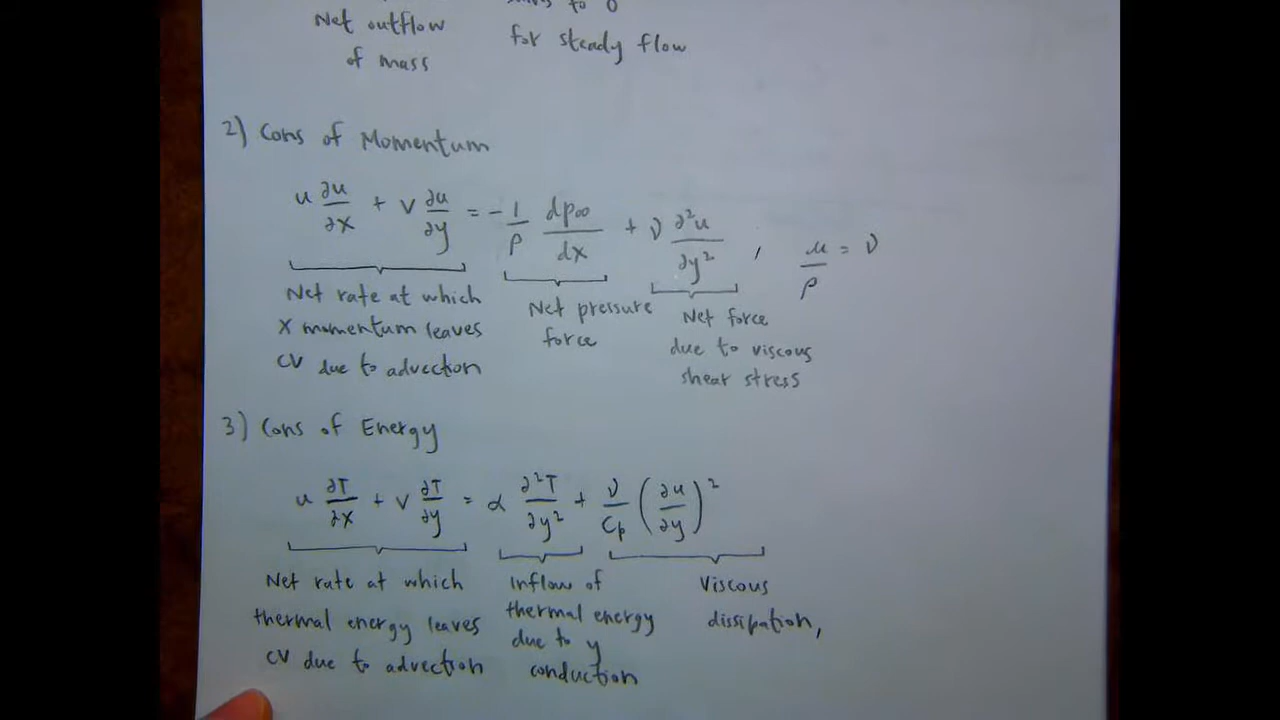 to 0
Net outflow
of mass
for steady flow
2) Cons of Momentum
u ∂u/∂x + v ∂u/∂y = -1/ρ dp∞/dx + ν ∂²u/∂y² , μ/ρ = ν
Net rate at which
x momentum leaves
CV due to advection
Net pressure
force
Net force
due to viscous
shear stress
3) Cons of Energy
u ∂T/∂x + v ∂T/∂y = α ∂²T/∂y² + ν/Cp (∂u/∂y)²
Net rate at which
thermal energy leaves
CV due to advection
Inflow of
thermal energy
due to y
conduction
Viscous
dissipation,